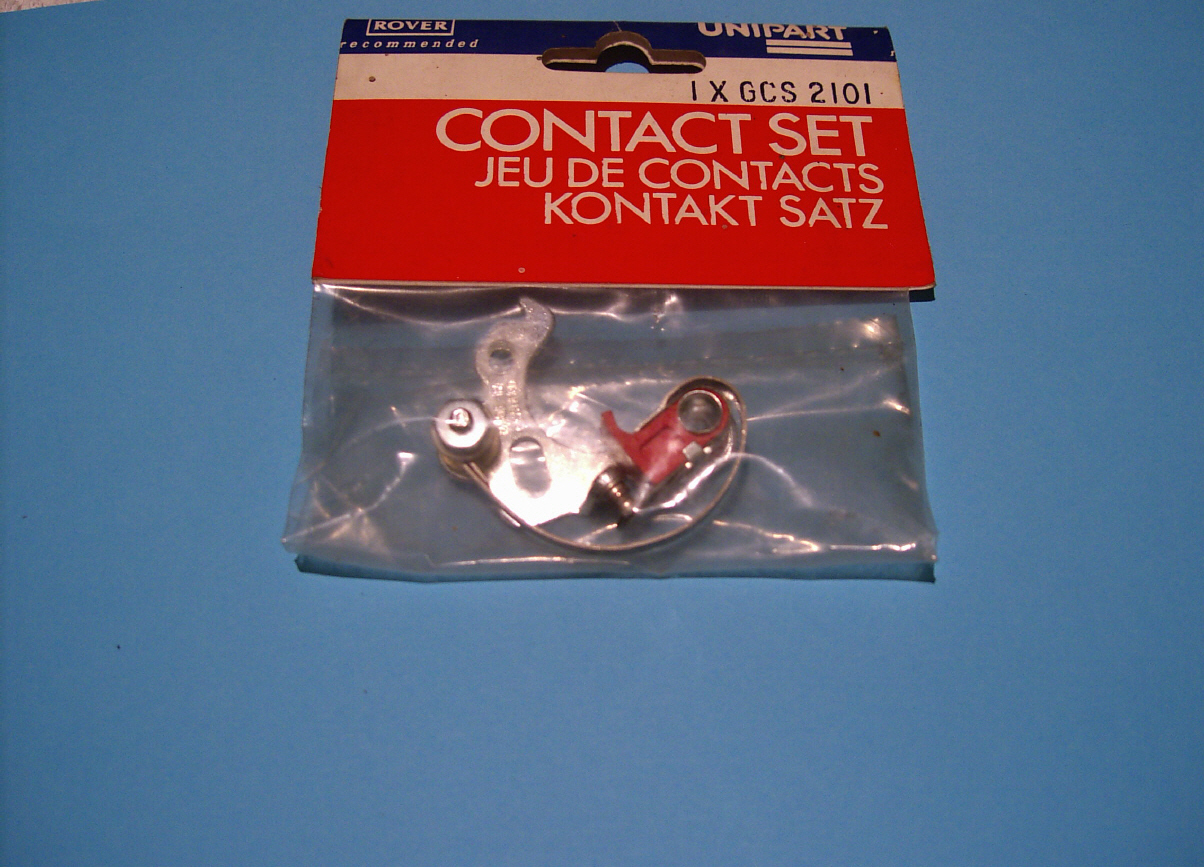 ROVER
recommended
UNIPART
1 X GCS 2101
CONTACT SET
JEU DE CONTACTS
KONTAKT SATZ